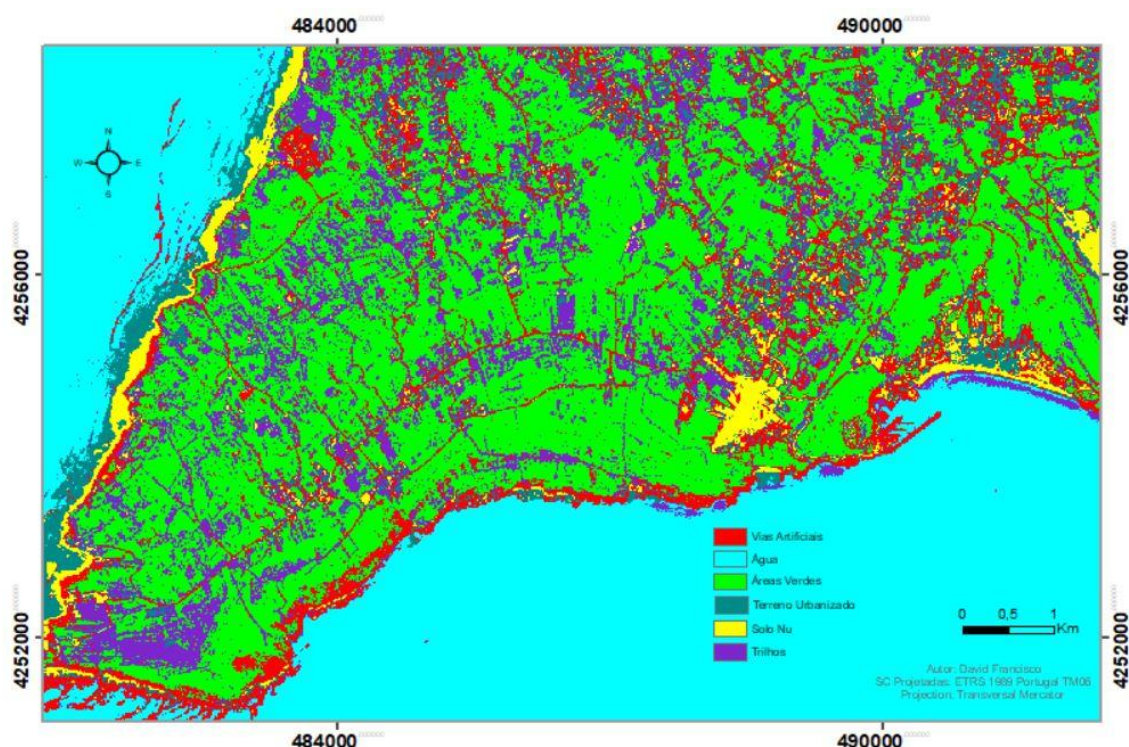 484000 490000
N
W E
S
4256000 4256000
Vias Artificiais
Água
Áreas Verdes
Terreno Urbanizado
Solo Nu
Trilhos
0 0,5 1
Km
4252000 4252000
Autor: David Francisco
SC Projetadas: ETRS 1989 Portugal TM06
Projection: Transversal Mercator
484000 490000